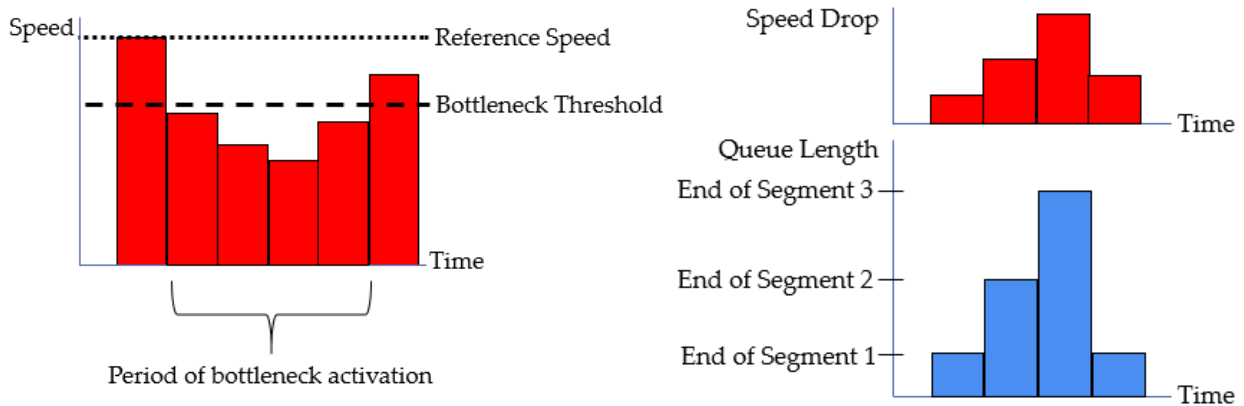 Speed
Reference Speed
Bottleneck Threshold
Time
Period of bottleneck activation
Speed Drop
Time
Queue Length
End of Segment 3
End of Segment 2
End of Segment 1
Time